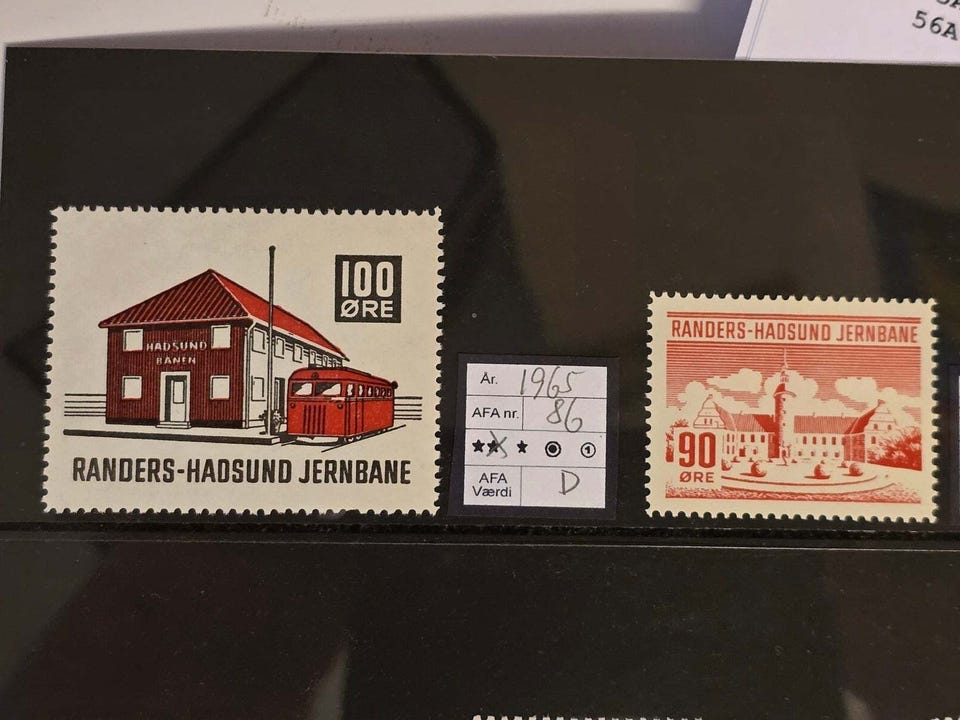 56A
100
ØRE
HADSUND
BANEN
RANDERS-HADSUND JERNBANE
År. 1965
AFA nr. 86
★★ ★ ⦿ ①
AFA
Værdi D
RANDERS-HADSUND JERNBANE
90
ØRE